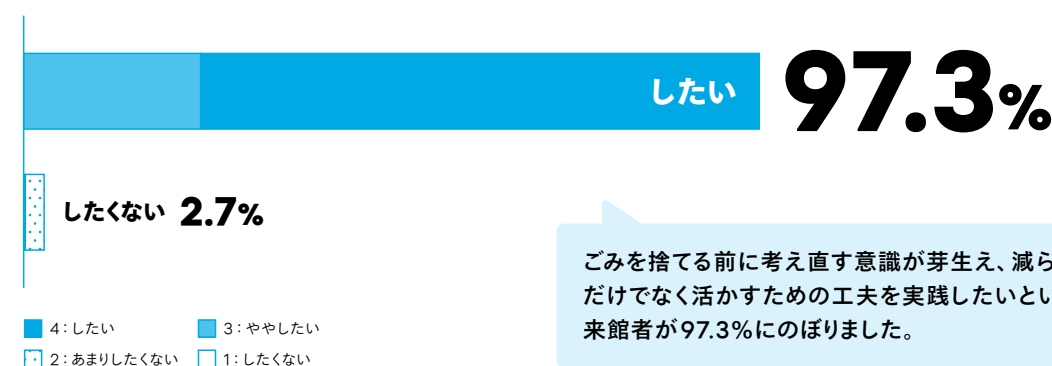 したい 97.3%
したくない 2.7%
ごみを捨てる前に考え直す意識が芽生え、減ら
だけでなく活かすための工夫を実践したいとい
来館者が97.3%にのぼりました。
4：したい 3：ややしたい
2：あまりしたくない 1：したくない